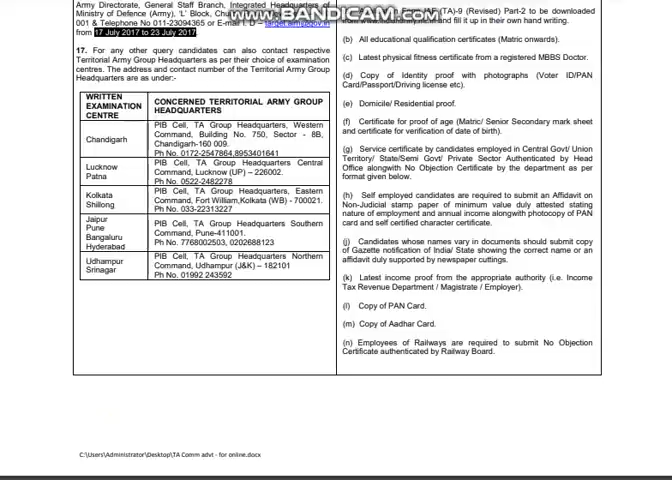 Army Directorate, General Staff Branch, Integrated Headquarters of
Ministry of Defence (Army), 'L' Block, Church
001 & Telephone No 011-23094365 or E-mail I. D –
from 17 July 2017 to 23 July 2017.
17. For any other query candidates can also contact respective
Territorial Army Group Headquarters as per their choice of examination
centres. The address and contact number of the Territorial Army Group
Headquarters are as under:-
WRITTEN EXAMINATION CENTRE
CONCERNED TERRITORIAL ARMY GROUP HEADQUARTERS
Chandigarh
PIB Cell, TA Group Headquarters, Western
Command, Building No. 750, Sector - 8B,
Chandigarh-160 009.
Ph No. 0172-2547864,8953401641
Lucknow
Patna
PIB Cell, TA Group Headquarters Central
Command, Lucknow (UP) – 226002.
Ph No. 0522-2482278
Kolkata
Shillong
PIB Cell, TA Group Headquarters, Eastern
Command, Fort William,Kolkata (WB) - 700021.
Ph No. 033-22313227
Jaipur
Pune
Bangaluru
Hyderabad
PIB Cell, TA Group Headquarters Southern
Command, Pune-411001.
Ph No. 7768002503, 0202688123
Udhampur
Srinagar
PIB Cell, TA Group Headquarters Northern
Command, Udhampur (J&K) – 182101
Ph No. 01992 243592
WWW.BANDICAM.COM
(TA)-9 (Revised) Part-2 to be downloaded
and fill it up in their own hand writing.
(b) All educational qualification certificates (Matric onwards).
(c) Latest physical fitness certificate from a registered MBBS Doctor.
(d) Copy of Identity proof with photographs (Voter ID/PAN
Card/Passport/Driving license etc).
(e) Domicile/ Residential proof.
(f) Certificate for proof of age (Matric/ Senior Secondary mark sheet
and certificate for verification of date of birth).
(g) Service certificate by candidates employed in Central Govt/ Union
Territory/ State/Semi Govt/ Private Sector Authenticated by Head
Office alongwith No Objection Certificate by the department as per
format given below.
(h) Self employed candidates are required to submit an Affidavit on
Non-Judicial stamp paper of minimum value duly attested stating
nature of employment and annual income alongwith photocopy of PAN
card and self certified character certificate.
(j) Candidates whose names vary in documents should submit copy
of Gazette notification of India/ State showing the correct name or an
affidavit duly supported by newspaper cuttings.
(k) Latest income proof from the appropriate authority (i.e. Income
Tax Revenue Department / Magistrate / Employer).
(l) Copy of PAN Card.
(m) Copy of Aadhar Card.
(n) Employees of Railways are required to submit No Objection
Certificate authenticated by Railway Board.
C:\Users\Administrator\Desktop\TA Comm advt - for online.docx